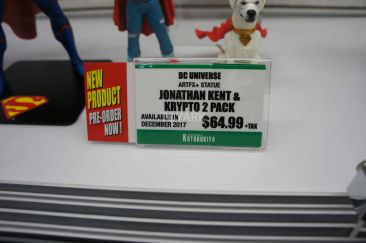 NEW
PRODUCT
PRE-ORDER
NOW!
DC UNIVERSE
ARTFX+ STATUE
JONATHAN KENT &
KRYPTO 2 PACK
AVAILABLE IN
DECEMBER 2017
$64.99 +TAX
KOTOBUKIYA